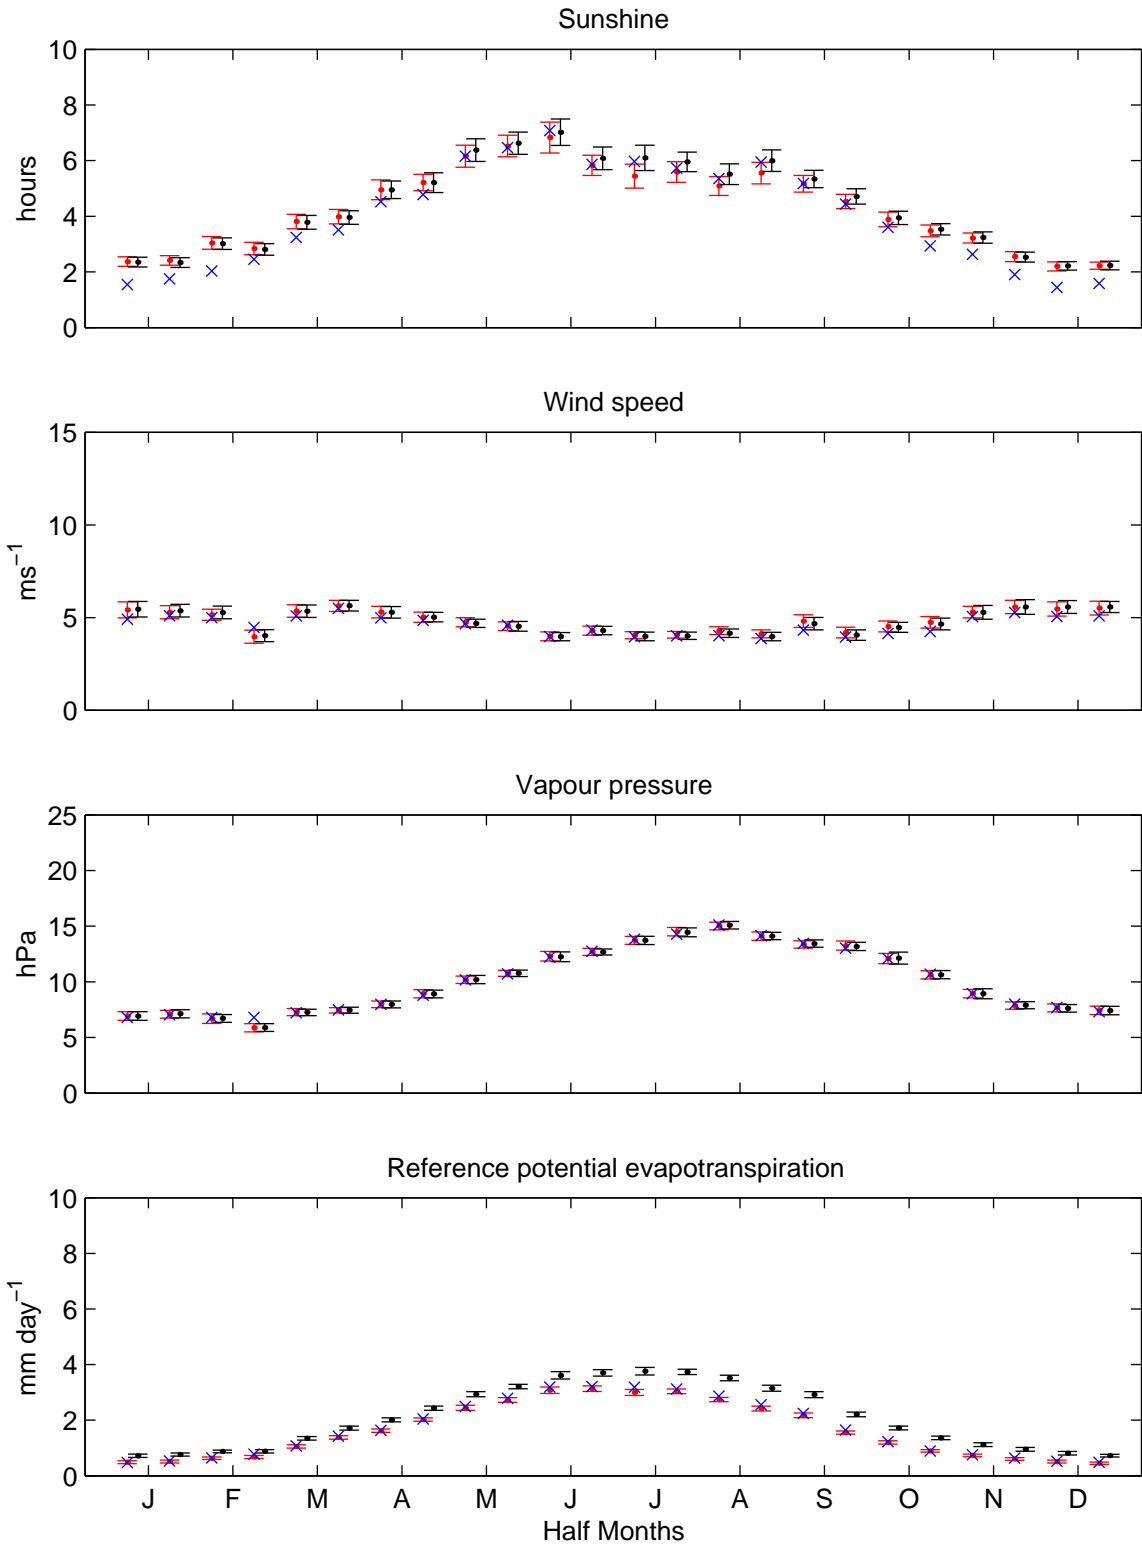 Sunshine
10
8
6
4
2
0
hours
Wind speed
15
10
5
0
ms⁻¹
Vapour pressure
25
20
15
10
5
0
hPa
Reference potential evapotranspiration
10
8
6
4
2
0
mm day⁻¹
J F M A M J J A S O N D
Half Months